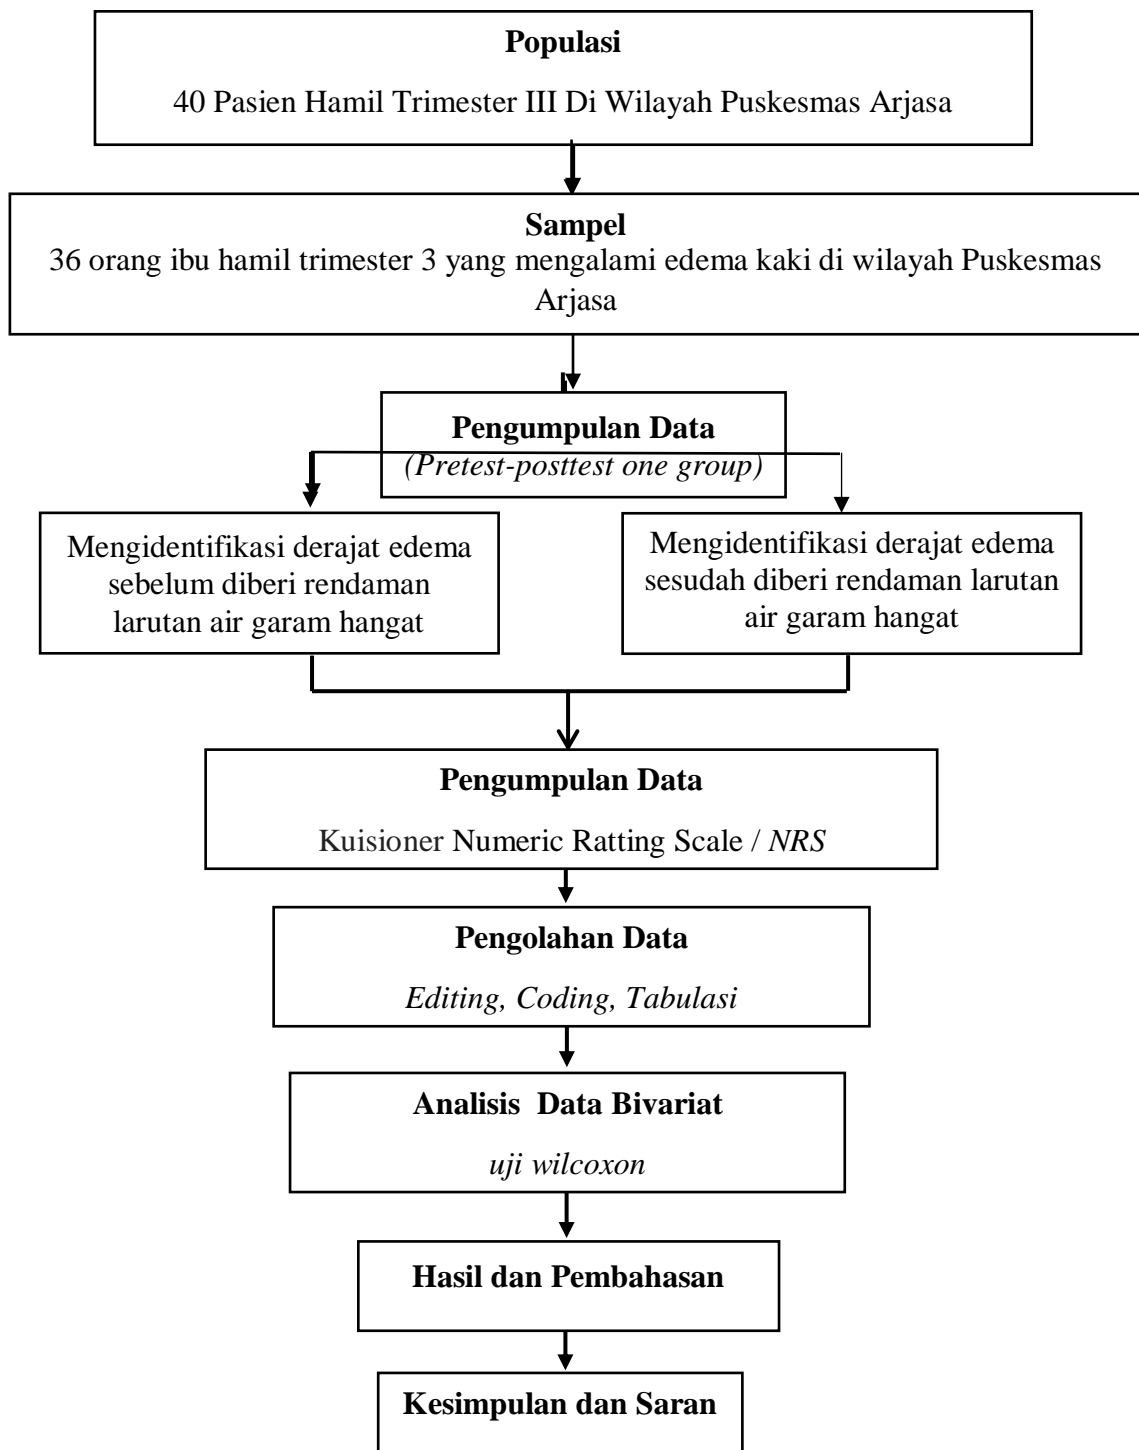 Populasi
40 Pasien Hamil Trimester III Di Wilayah Puskesmas Arjasa
Sampel
36 orang ibu hamil trimester 3 yang mengalami edema kaki di wilayah Puskesmas
Arjasa
Pengumpulan Data
(Pretest-posttest one group)
Mengidentifikasi derajat edema
sebelum diberi rendaman
larutan air garam hangat
Mengidentifikasi derajat edema
sesudah diberi rendaman larutan
air garam hangat
Pengumpulan Data
Kuisioner Numeric Ratting Scale / NRS
Pengolahan Data
Editing, Coding, Tabulasi
Analisis Data Bivariat
uji wilcoxon
Hasil dan Pembahasan
Kesimpulan dan Saran